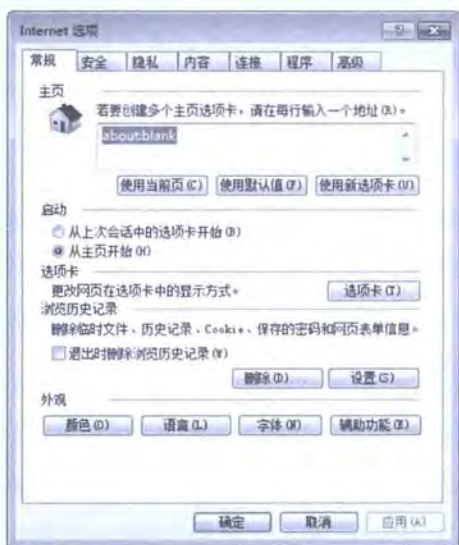 Internet 选项
常规 安全 隐私 内容 连接 程序 高级
主页
若要创建多个主页选项卡，请在每行输入一个地址(R)。
about:blank
使用当前页(C) 使用默认值(F) 使用新选项卡(U)
启动
从上次会话中的选项卡开始(B)
从主页开始(H)
选项卡
更改网页在选项卡中的显示方式。 选项卡(T)
浏览历史记录
删除临时文件、历史记录、Cookie、保存的密码和网页表单信息。
退出时删除浏览历史记录(W)
删除(D)... 设置(S)
外观
颜色(O) 语言(L) 字体(N) 辅助功能(E)
确定 取消 应用(A)